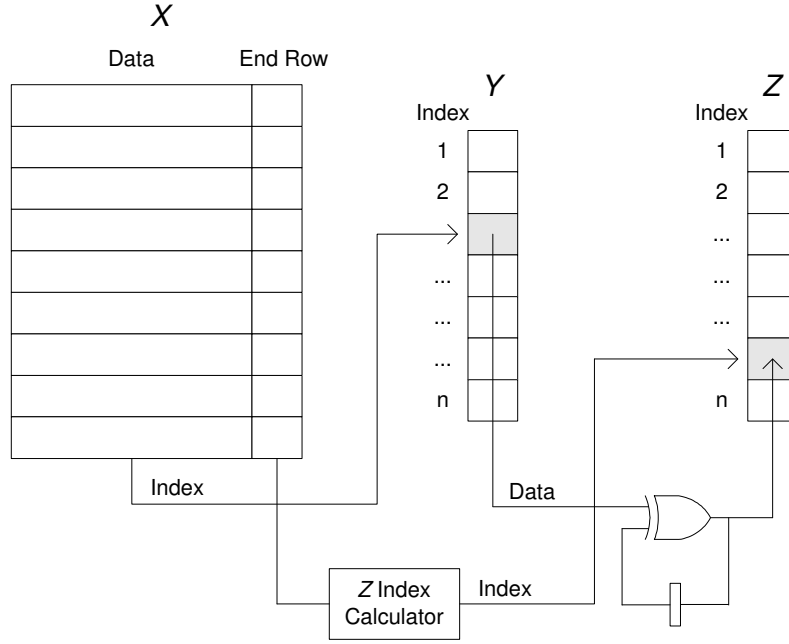 X
Data
End Row
Y
Z
Index
1
2
...
...
...
n
Index
1
2
...
...
...
n
Index
Data
Z Index
Calculator
Index